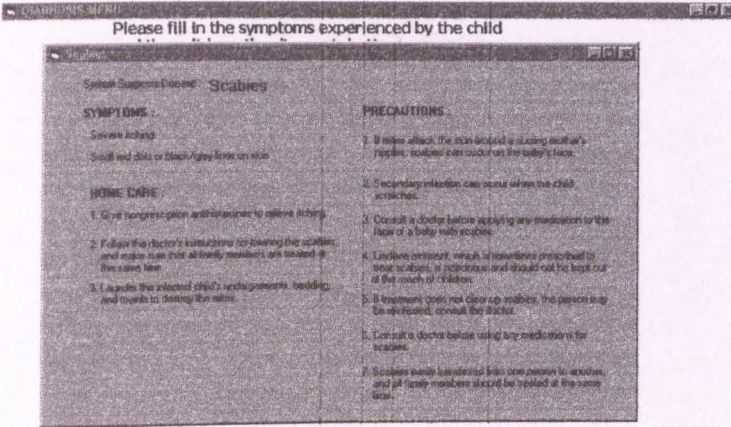 DIAGNOSIS MENU
Please fill in the symptoms experienced by the child
Scabies
System Suspects Disease Scabies
SYMPTOMS :
Severe itching
Small red dots or black/grey lines on skin
HOME CARE :
1. Give nonprescription antihistamines to relieve itching
2. Follow the doctor's instructions for treating the scabies, and make sure that all family members are treated at the same time
3. Launder the infected child's undergarments, bedding, and towels to destroy the mites.
PRECAUTIONS :
1. If mites attack the skin around a nursing mother's nipples, scabies can occur on the baby's face.
2. Secondary infection can occur when the child scratches.
3. Consult a doctor before applying any medication to the face of a baby with scabies.
4. Lindane ointment, which is sometimes prescribed to treat scabies, is poisonous and should be kept out of the reach of children
5. If treatment does not clear up scabies, the person may be reinfested; consult the doctor.
6. Consult a doctor before using any medications for scabies.
7. Scabies easily transferred from one person to another, and all family members should be treated at the same time.